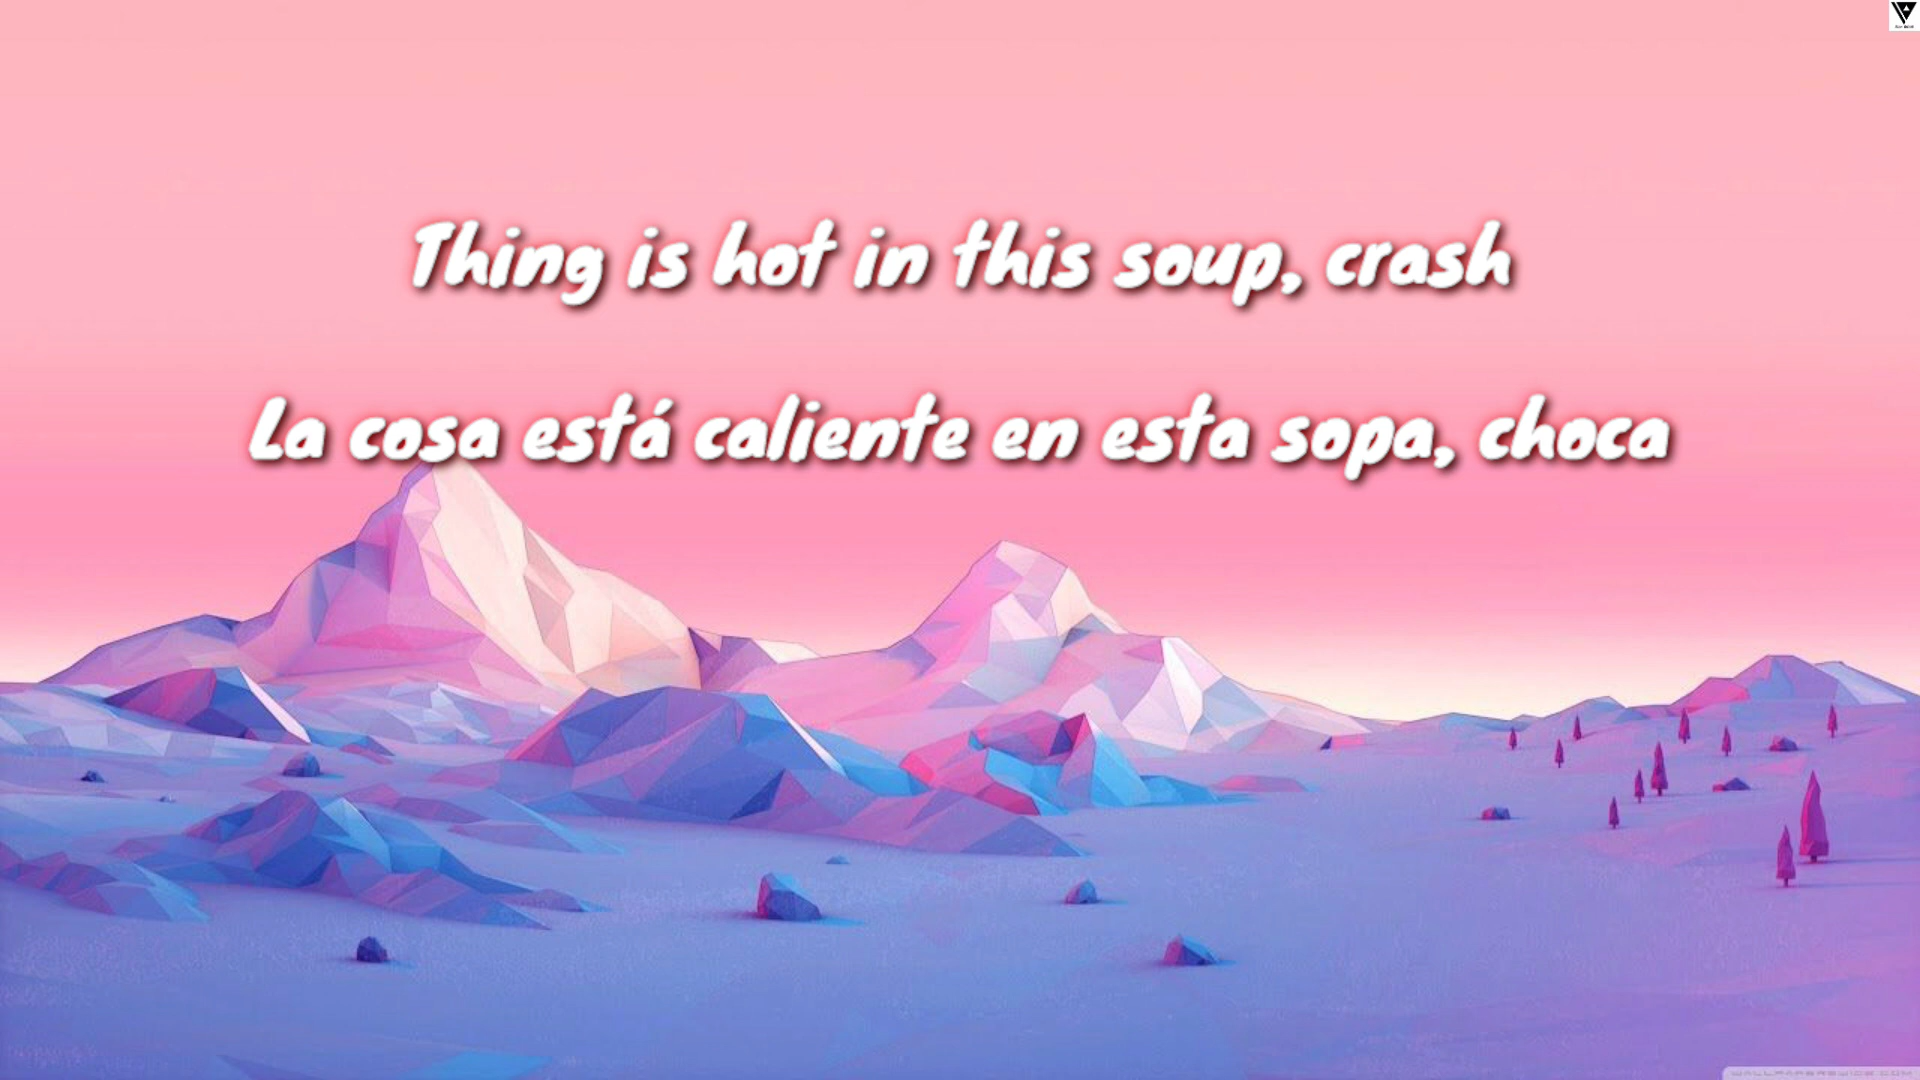 Thing is hot in this soup, crash
La cosa está caliente en esta sopa, choca